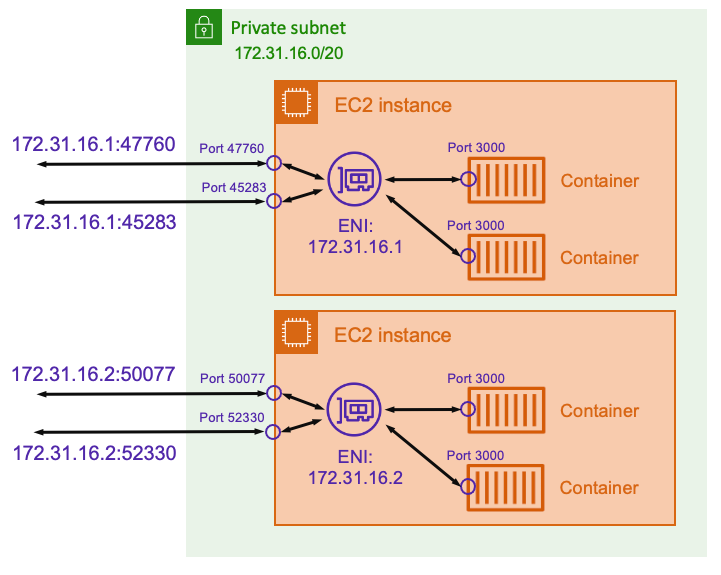 Private subnet
172.31.16.0/20
EC2 instance
172.31.16.1:47760
Port 47760
Port 3000
Container
Port 45283
172.31.16.1:45283
ENI:
172.31.16.1
Port 3000
Container
EC2 instance
172.31.16.2:50077
Port 50077
Port 3000
Container
Port 52330
172.31.16.2:52330
ENI:
172.31.16.2
Port 3000
Container